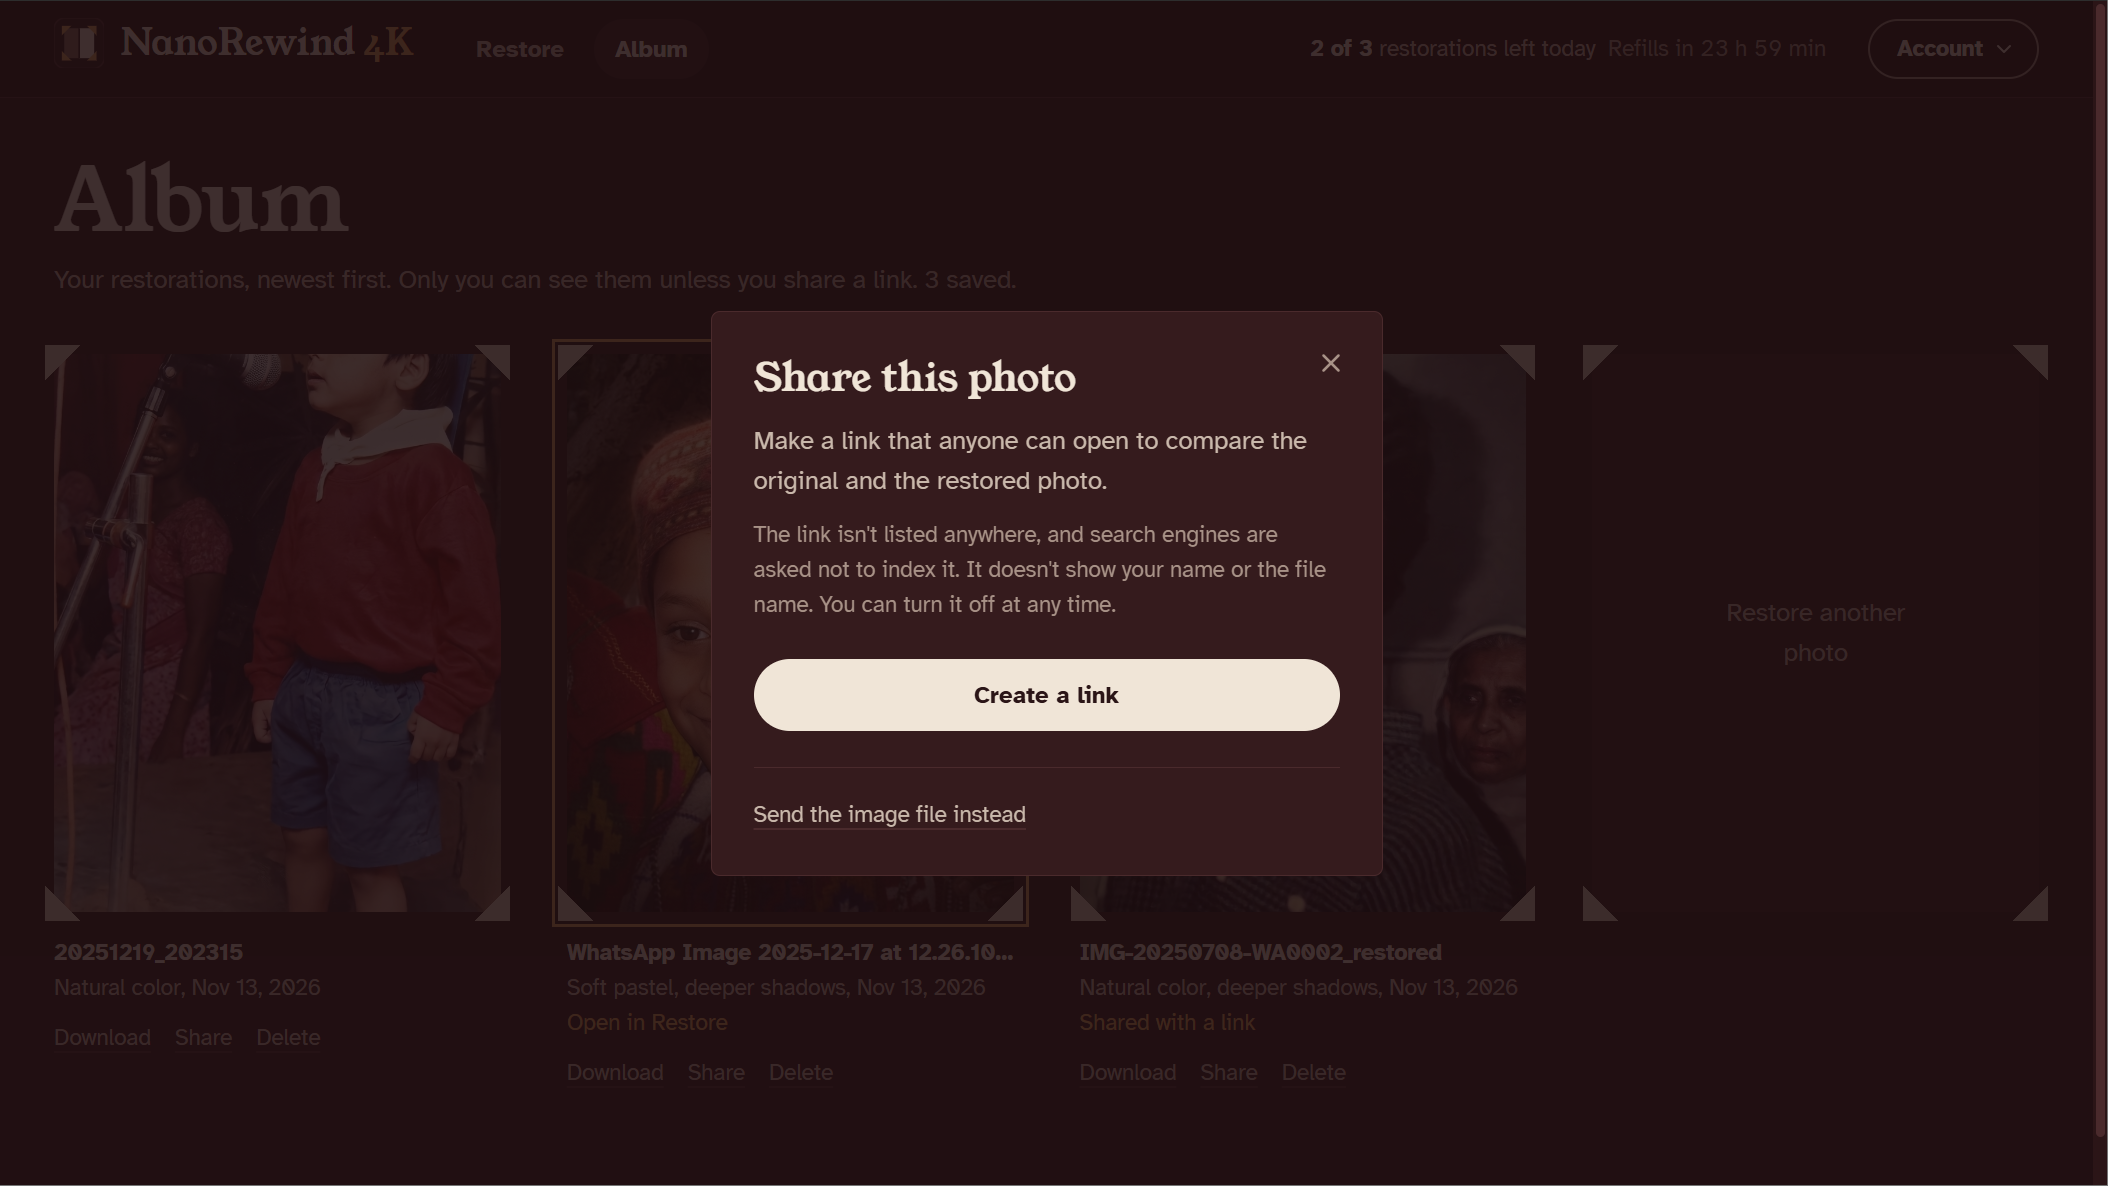 NanoRewind 4K
Restore
Album
2 of 3 restorations left today Refills in 23 h 59 min
Account
Album
Your restorations, newest first. Only you can see them unless you share a link. 3 saved.
Share this photo
Make a link that anyone can open to compare the
original and the restored photo.
The link isn't listed anywhere, and search engines are
asked not to index it. It doesn't show your name or the file
name. You can turn it off at any time.
Create a link
Send the image file instead
Restore another
photo
20251219_202315
Natural color, Nov 13, 2026
Download Share Delete
WhatsApp Image 2025-12-17 at 12.26.10...
Soft pastel, deeper shadows, Nov 13, 2026
Open in Restore
Download Share Delete
IMG-20250708-WA0002_restored
Natural color, deeper shadows, Nov 13, 2026
Shared with a link
Download Share Delete